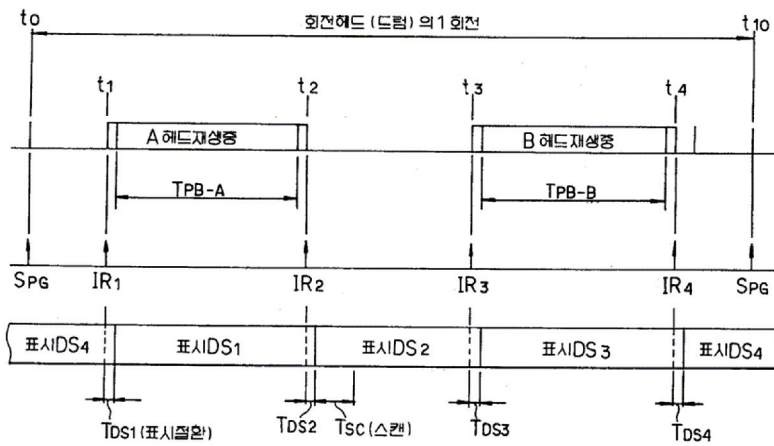 to 회전헤드(드럼)의1회전 t10
t1 t2 t3 t4
A헤드재생중 B 헤드재생중
TPB-A TPB-B
SPG IR1 IR2 IR3 IR4 SPG
표시DS4 표시DS1 표시DS2 표시DS3 표시DS4
TDS1(표시절환) TDS2 TSC(스캔) TDS3 TDS4